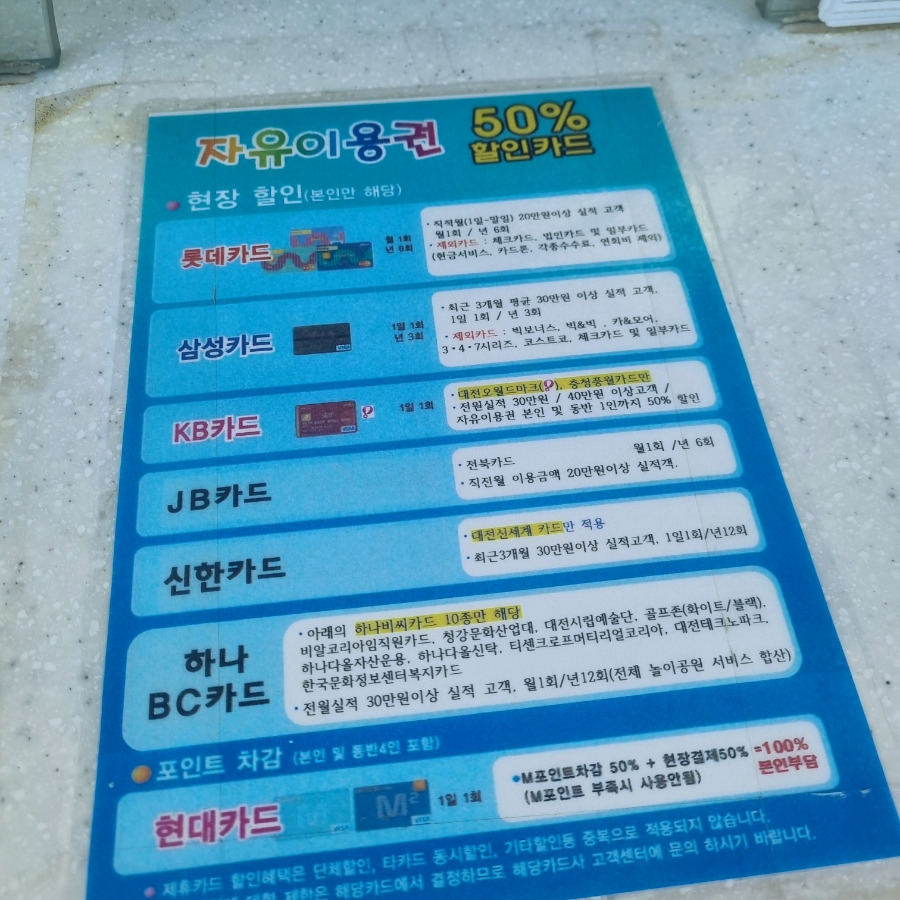 자유이용권
50%
할인카드
현장 할인(본인만 해당)
롯데카드
월 1회
년 6회
· 직적월(1일-말일) 20만원이상 실적 고객
월1회 / 년 6회
· 제외카드 : 체크카드, 법인카드 및 일부카드
(현금서비스, 카드론, 각종수수료, 연회비 제외)
삼성카드
VISA
1일 1회
년 3회
· 최근 3개월 평균 30만원 이상 실적 고객,
1일 1회 / 년 3회
· 제외카드 : 빅보너스, 빅&빅 , 카&모어,
3·4·7시리즈, 코스트코, 체크카드 및 일부카드
KB카드
VISA
1일 1회
· 대전오월드마크( ), 충청풍월카드만
· 전원실적 30만원 / 40만원 이상고객 /
자유이용권 본인 및 동반 1인까지 50% 할인
JB카드
· 전북카드 월1회 /년 6회
· 직전월 이용금액 20만원이상 실적객.
신한카드
· 대전신세계 카드만 적용
· 최근3개월 30만원이상 실적고객, 1일1회/년12회
하나
BC카드
· 아래의 하나비씨카드 10종만 해당
비알코리아임직원카드, 청강문화산업대, 대전시립예술단, 골프존(화이트/블랙).
하나다올자산운용, 하나다올신탁, 티센크로프머티리얼코리아, 대전테크노파크,
한국문화정보센터복지카드
· 전월실적 30만원이상 실적 고객, 월1회/년12회(전체 놀이공원 서비스 합산)
포인트 차감 (본인 및 동반4인 포함)
현대카드
M
VISA
M2
VISA
1일 1회
•M포인트차감 50% + 현장결제50% =100%
본인부담
(M포인트 부족시 사용안됨)
• 제휴카드 할인혜택은 단체할인, 타카드 동시할인, 기타할인등 중복으로 적용되지 않습니다.
제한은 해당카드에서 결정하므로 해당카드사 고객센터에 문의 하시기 바랍니다.